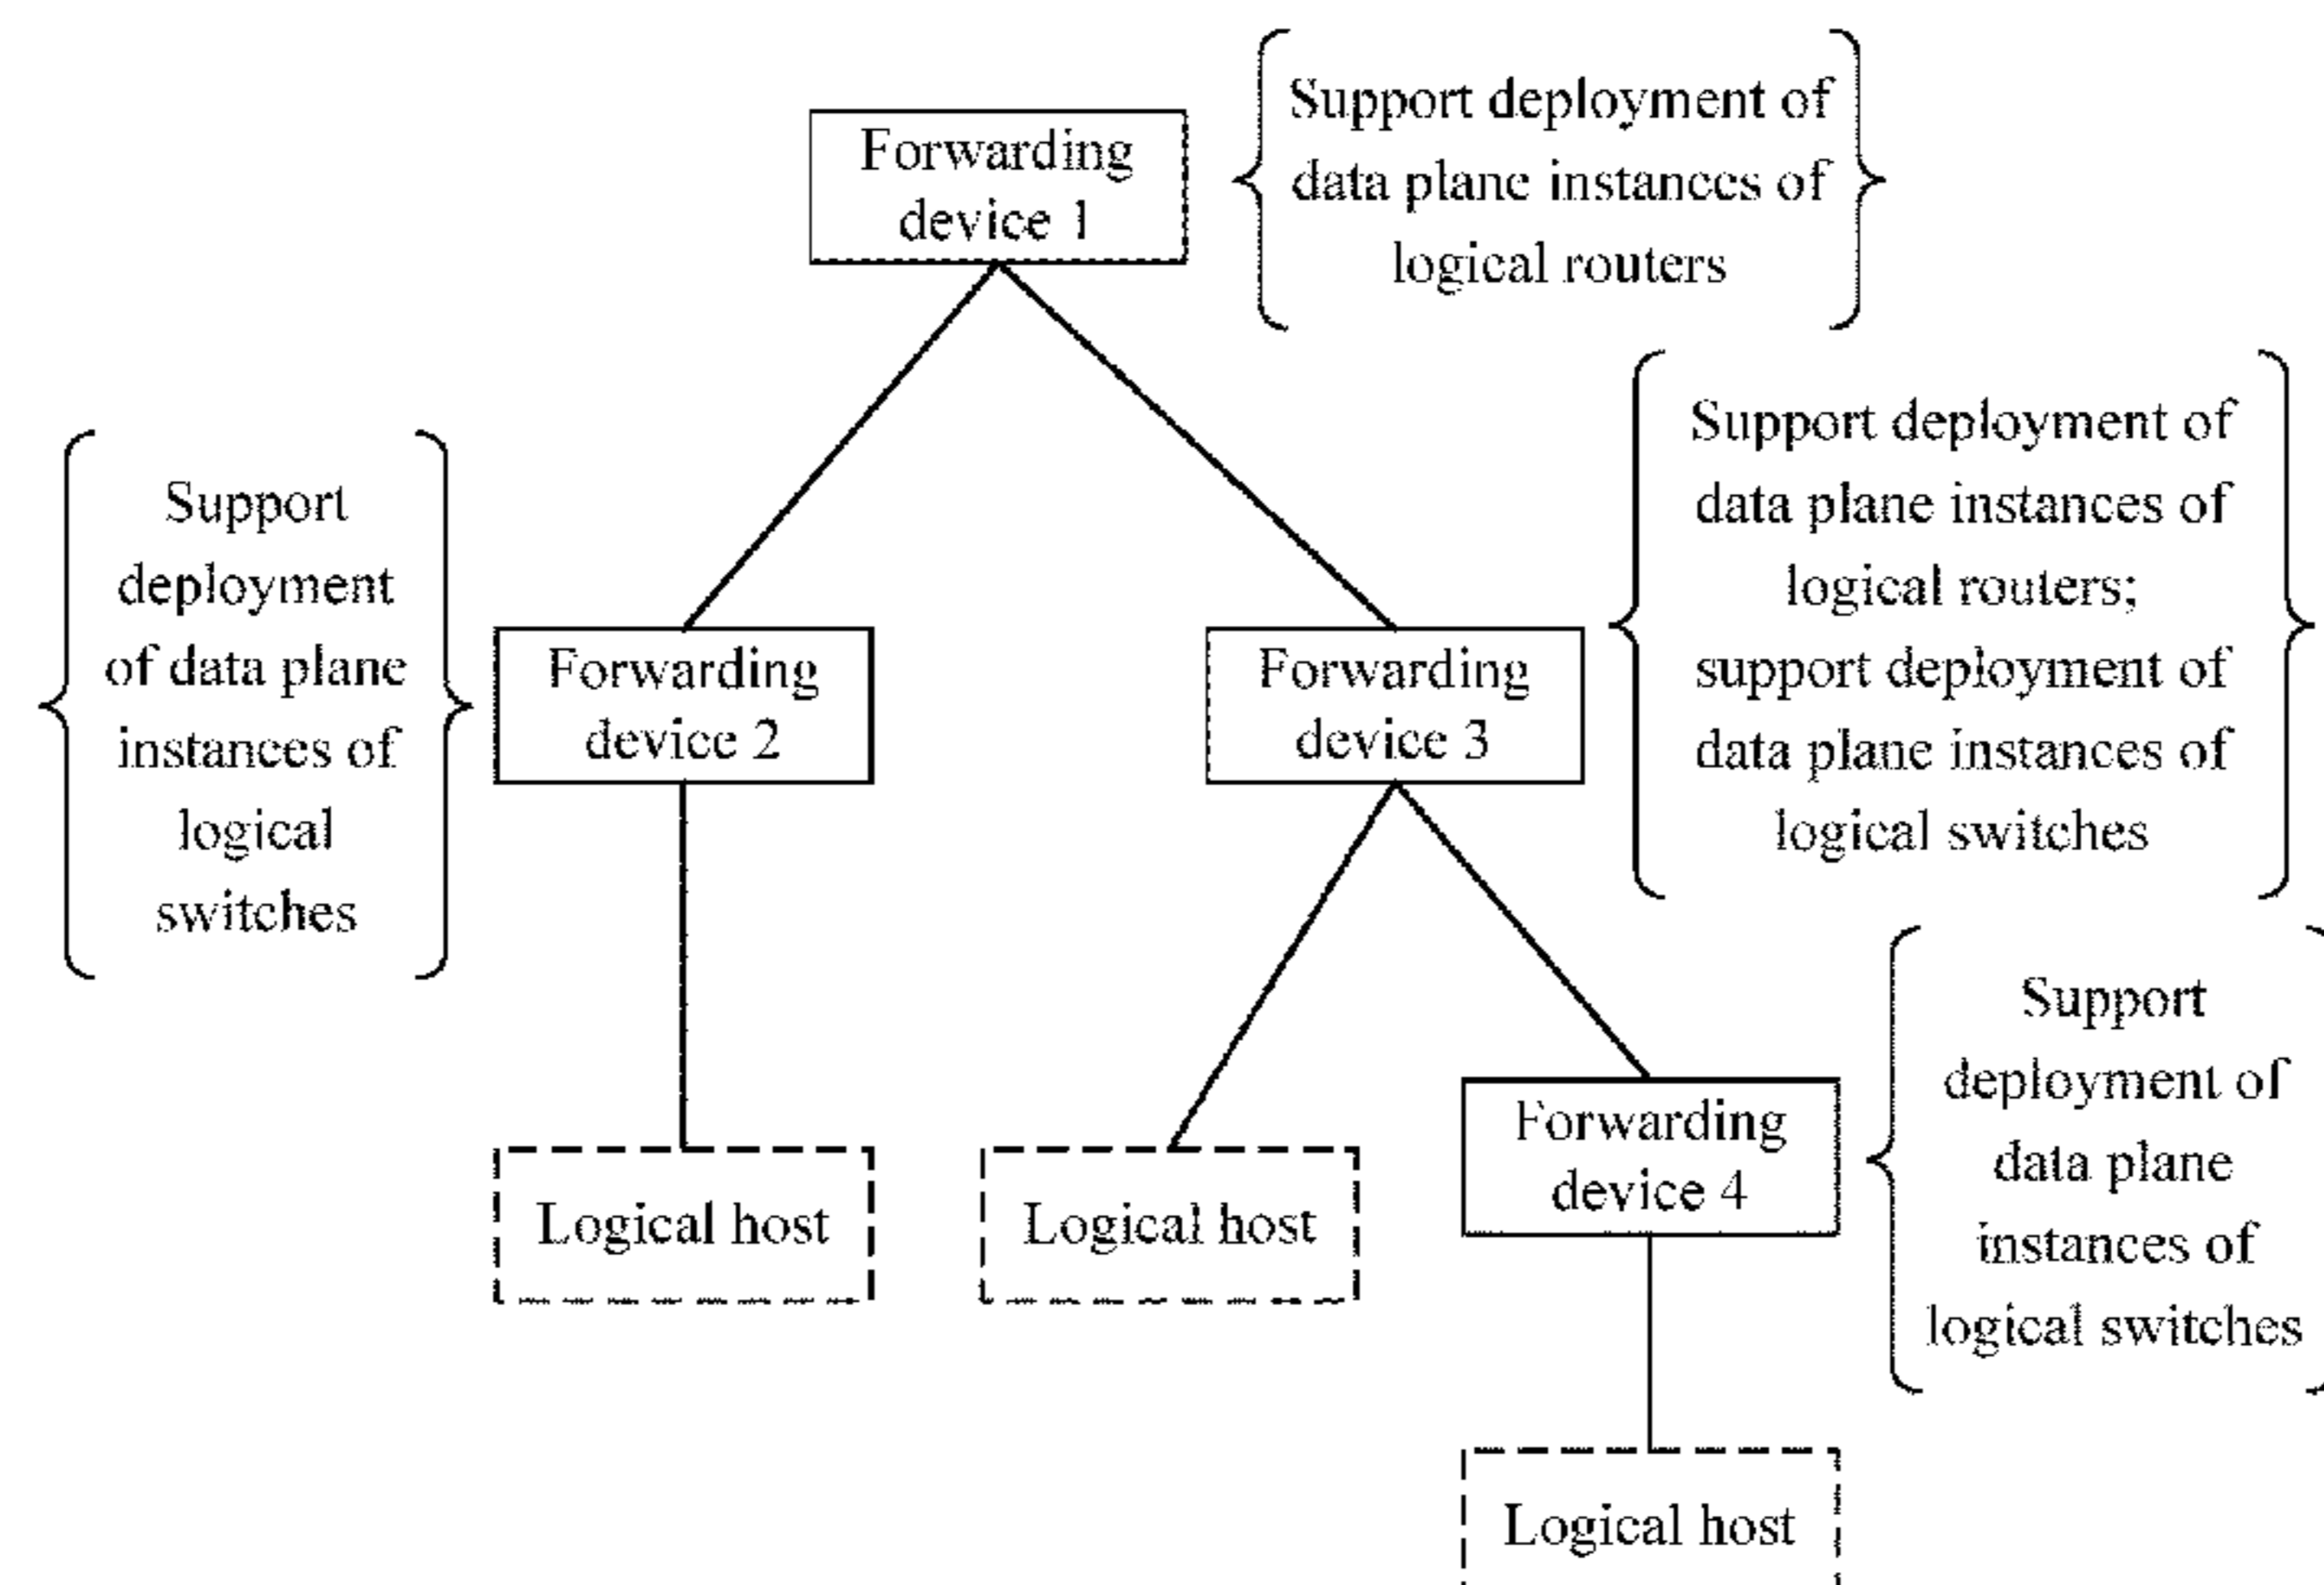 Forwarding
device 1
Support deployment of
data plane instances of
logical routers
Support
deployment
of data plane
instances of
logical
switches
Forwarding
device 2
Forwarding
device 3
Support deployment of
data plane instances of
logical routers;
support deployment of
data plane instances of
logical switches
Logical host
Logical host
Forwarding
device 4
Support
deployment of
data plane
instances of
logical switches
Logical host